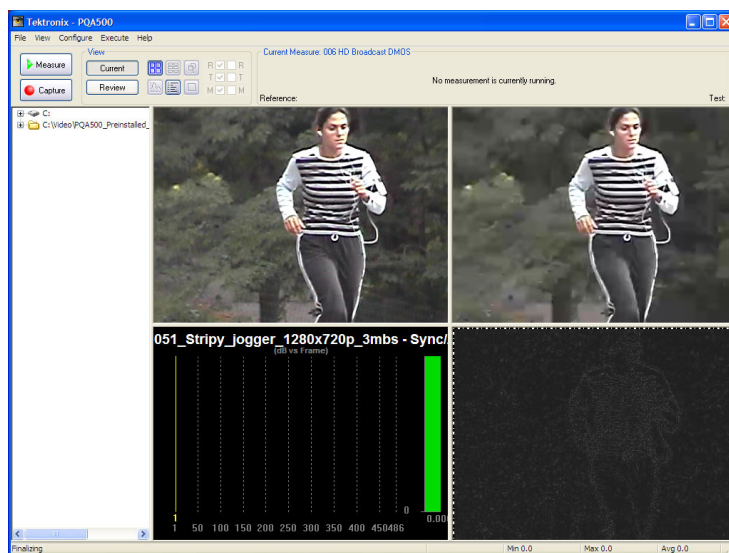 Tektronix - PQA500
File View Configure Execute Help
View
Current Measure: 006 HD Broadcast DMOS
Measure
Current
R R
T T
Capture
Review
M M
No measurement is currently running.
Reference:
Test:
C:
C:\Video\PQA500_Preinstalled_
051_Stripy_jogger_1280x720p_3mbs - Sync/
(dB vs Frame)
1
0
0.00
1 50 100 150 200 250 300 350 400 450486
Finalizing
Min 0.0
Max 0.0
Avg 0.0